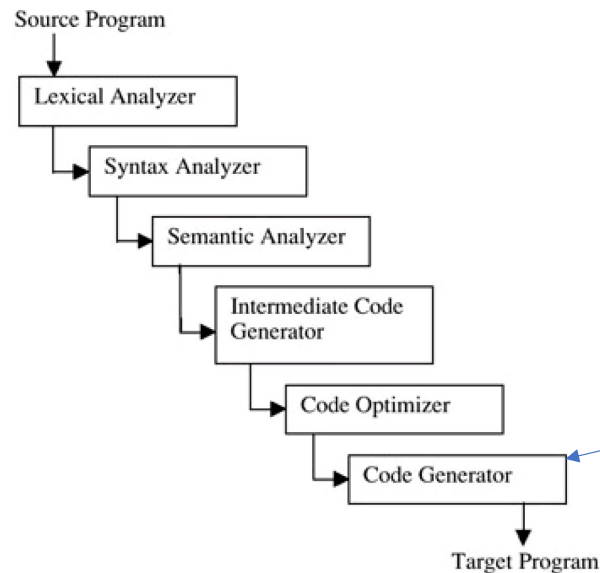 Source Program
Lexical Analyzer
Syntax Analyzer
Semantic Analyzer
Intermediate Code
Generator
Code Optimizer
Code Generator
Target Program